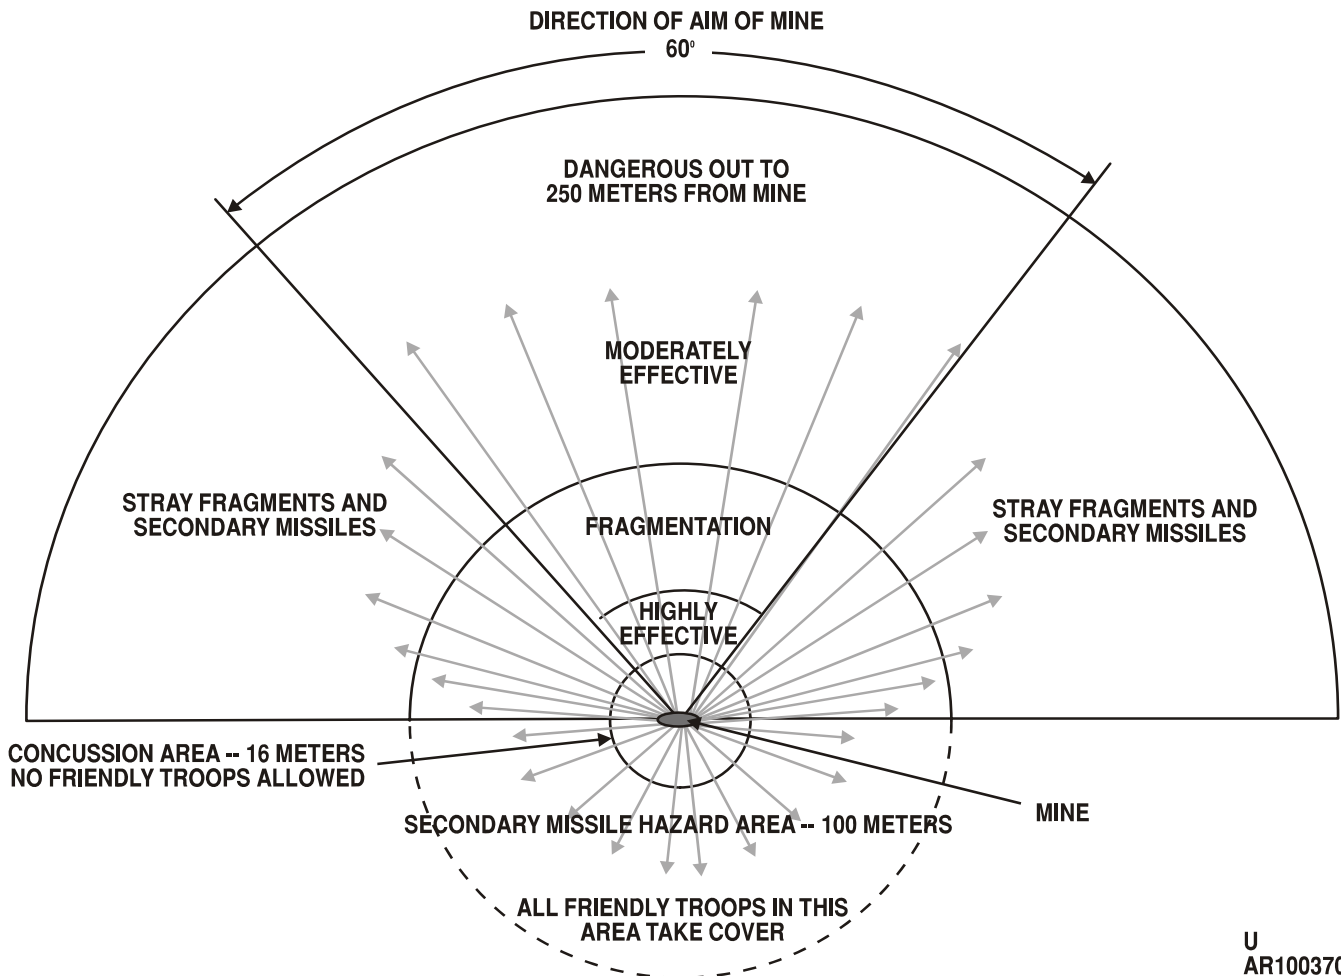 DIRECTION OF AIM OF MINE
60°
DANGEROUS OUT TO
250 METERS FROM MINE
MODERATELY
EFFECTIVE
STRAY FRAGMENTS AND
SECONDARY MISSILES
FRAGMENTATION
STRAY FRAGMENTS AND
SECONDARY MISSILES
HIGHLY
EFFECTIVE
CONCUSSION AREA -- 16 METERS
NO FRIENDLY TROOPS ALLOWED
MINE
SECONDARY MISSILE HAZARD AREA -- 100 METERS
ALL FRIENDLY TROOPS IN THIS
AREA TAKE COVER
U